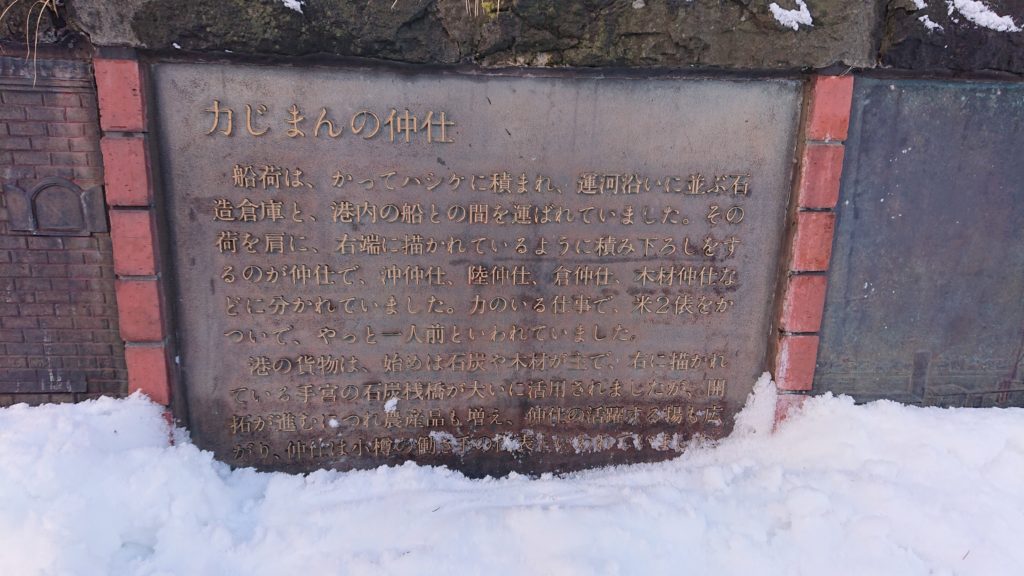 力じまんの仲仕
船荷は、かってハシケに積まれ、運河沿いに並ぶ石
造倉庫と、港内の船との間を運ばれていました。その
荷を肩に、右端に描かれているように積み下ろしをす
るのが仲仕で、沖仲仕、陸仲仕、倉仲仕、木材仲仕な
どに分かれていました。力のいる仕事で、米2俵をか
ついで、やっと一人前といわれていました。
港の貨物は、始めは石炭や木材が主で、右に描かれ
ている手宮の石炭桟橋が大いに活用されましたが、開
拓が進むにつれ農産品も増え、仲仕の活躍する場も広
がり、仲仕は小樽の働き手の代表といわれていました